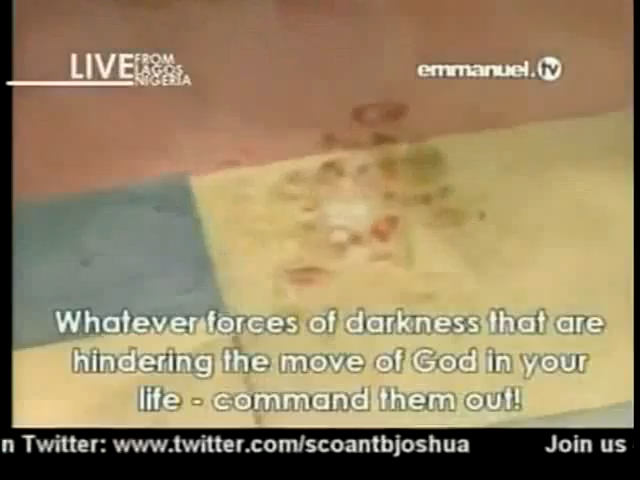 LIVE FROM LAGOS NIGERIA
emmanuel.tv
Whatever forces of darkness that are
hindering the move of God in your
life - command them out!
n Twitter: www.twitter.com/scoantbjoshua Join us